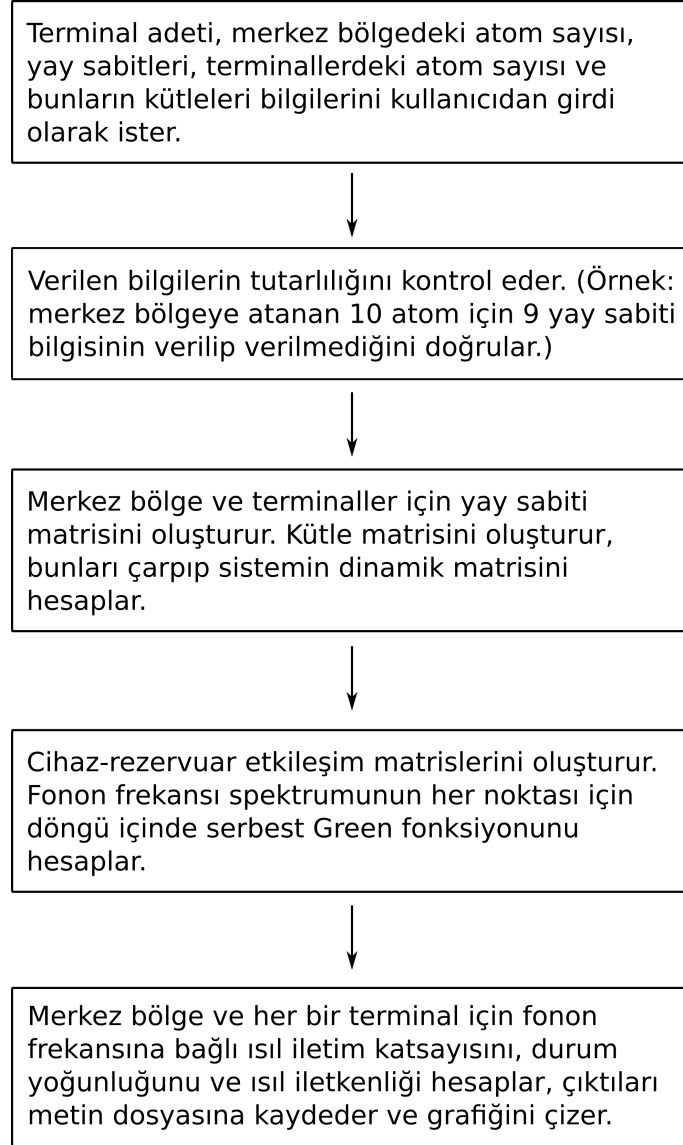 Terminal adeti, merkez bölgedeki atom sayısı,
yay sabitleri, terminallerdeki atom sayısı ve
bunların kütleleri bilgilerini kullanıcıdan girdi
olarak ister.
Verilen bilgilerin tutarlılığını kontrol eder. (Örnek:
merkez bölgeye atanan 10 atom için 9 yay sabiti
bilgisinin verilip verilmediğini doğrular.)
Merkez bölge ve terminaller için yay sabiti
matrisini oluşturur. Kütle matrisini oluşturur,
bunları çarpıp sistemin dinamik matrisini
hesaplar.
Cihaz-rezervuar etkileşim matrislerini oluşturur.
Fonon frekansı spektrumunun her noktası için
döngü içinde serbest Green fonksiyonunu
hesaplar.
Merkez bölge ve her bir terminal için fonon
frekansına bağlı ısıl iletim katsayısını, durum
yoğunluğunu ve ısıl iletkenliği hesaplar, çıktıları
metin dosyasına kaydeder ve grafiğini çizer.